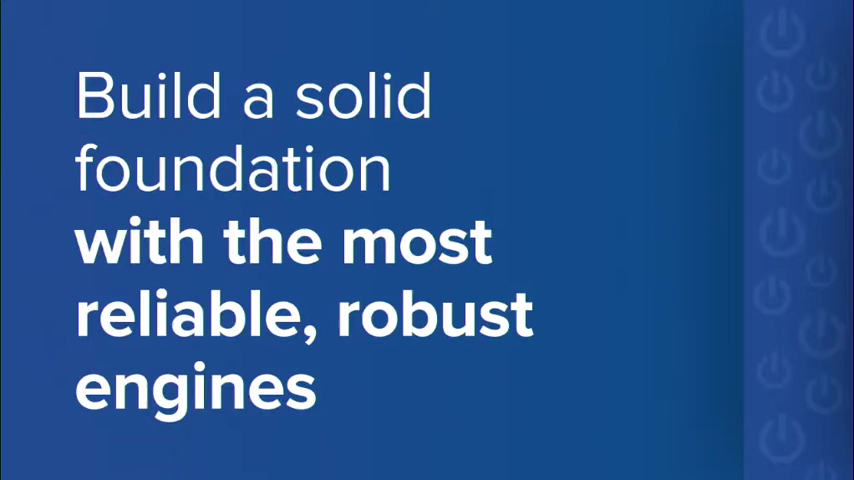 Build a solid
foundation
with the most
reliable, robust
engines